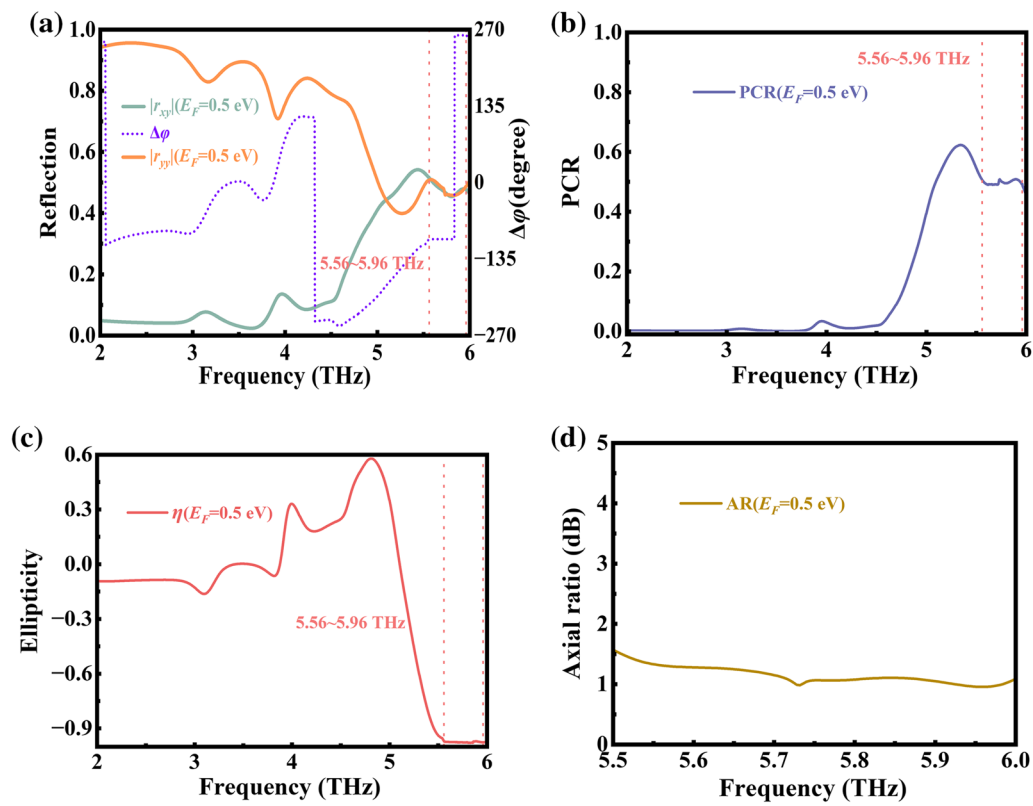 (a)
Reflection
1.0
0.8
0.6
0.4
0.2
0.0
|r_xy|(E_F=0.5 eV)
Δφ
|r_yy|(E_F=0.5 eV)
5.56~5.96 THz
270
135
0
−135
−270
Δφ(degree)
2 3 4 5 6
Frequency (THz)
(b)
PCR
1.0
0.8
0.6
0.4
0.2
0.0
5.56~5.96 THz
PCR(E_F=0.5 eV)
2 3 4 5 6
Frequency (THz)
(c)
Ellipticity
0.6
0.3
0.0
−0.3
−0.6
−0.9
η(E_F=0.5 eV)
5.56~5.96 THz
2 3 4 5 6
Frequency (THz)
(d)
Axial ratio (dB)
5
4
3
2
1
0
AR(E_F=0.5 eV)
5.5 5.6 5.7 5.8 5.9 6.0
Frequency (THz)